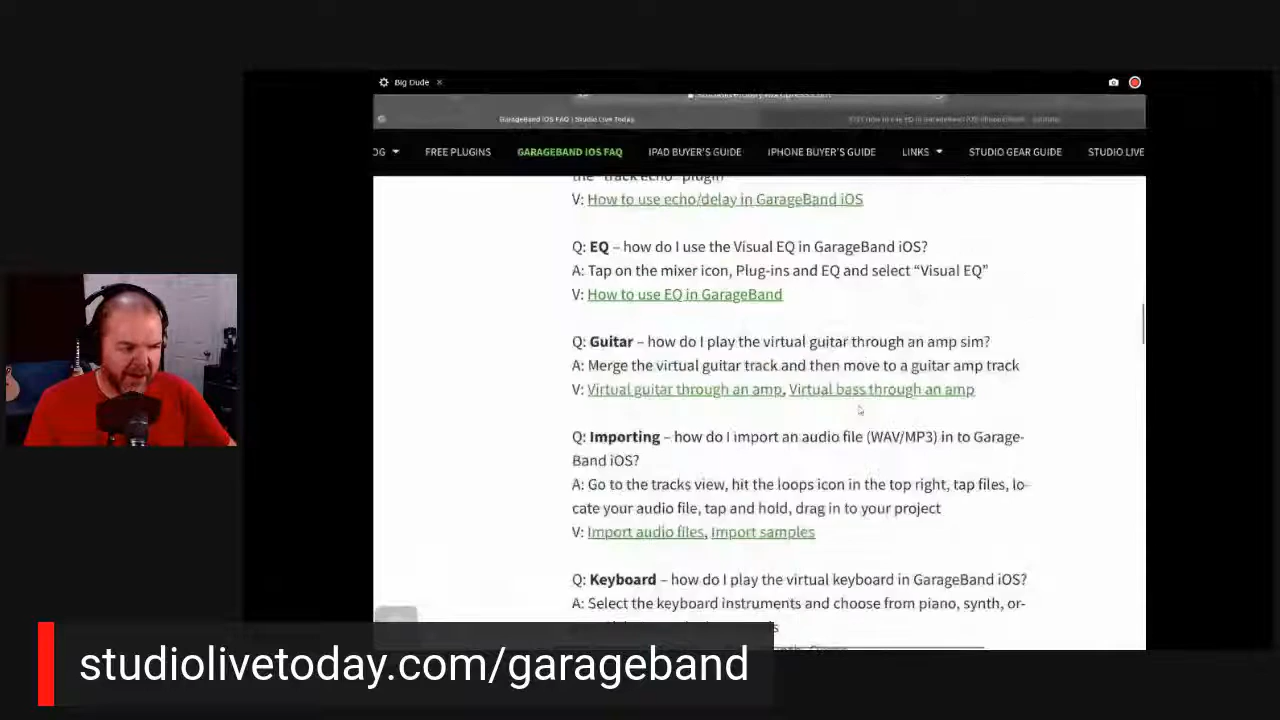 Big Dude ×
GarageBand iOS FAQ | Studio Live Today
OG FREE PLUGINS GARAGEBAND IOS FAQ IPAD BUYER'S GUIDE IPHONE BUYER'S GUIDE LINKS STUDIO GEAR GUIDE STUDIO LIVE
the “track echo” plugin
V: How to use echo/delay in GarageBand iOS
Q: EQ – how do I use the Visual EQ in GarageBand iOS?
A: Tap on the mixer icon, Plug-ins and EQ and select “Visual EQ”
V: How to use EQ in GarageBand
Q: Guitar – how do I play the virtual guitar through an amp sim?
A: Merge the virtual guitar track and then move to a guitar amp track
V: Virtual guitar through an amp, Virtual bass through an amp
Q: Importing – how do I import an audio file (WAV/MP3) in to Garage-
Band iOS?
A: Go to the tracks view, hit the loops icon in the top right, tap files, lo-
cate your audio file, tap and hold, drag in to your project
V: Import audio files, Import samples
Q: Keyboard – how do I play the virtual keyboard in GarageBand iOS?
A: Select the keyboard instruments and choose from piano, synth, or-
studiolivetoday.com/garageband